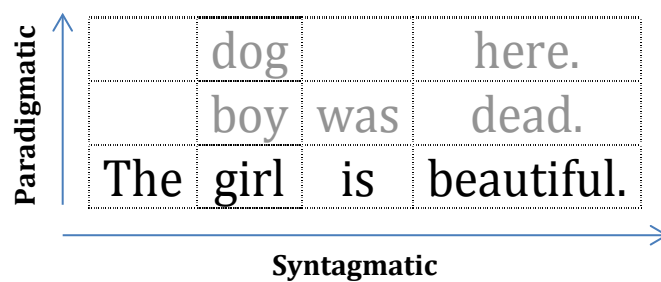 Paradigmatic
dog here.
boy was dead.
The girl is beautiful.
Syntagmatic